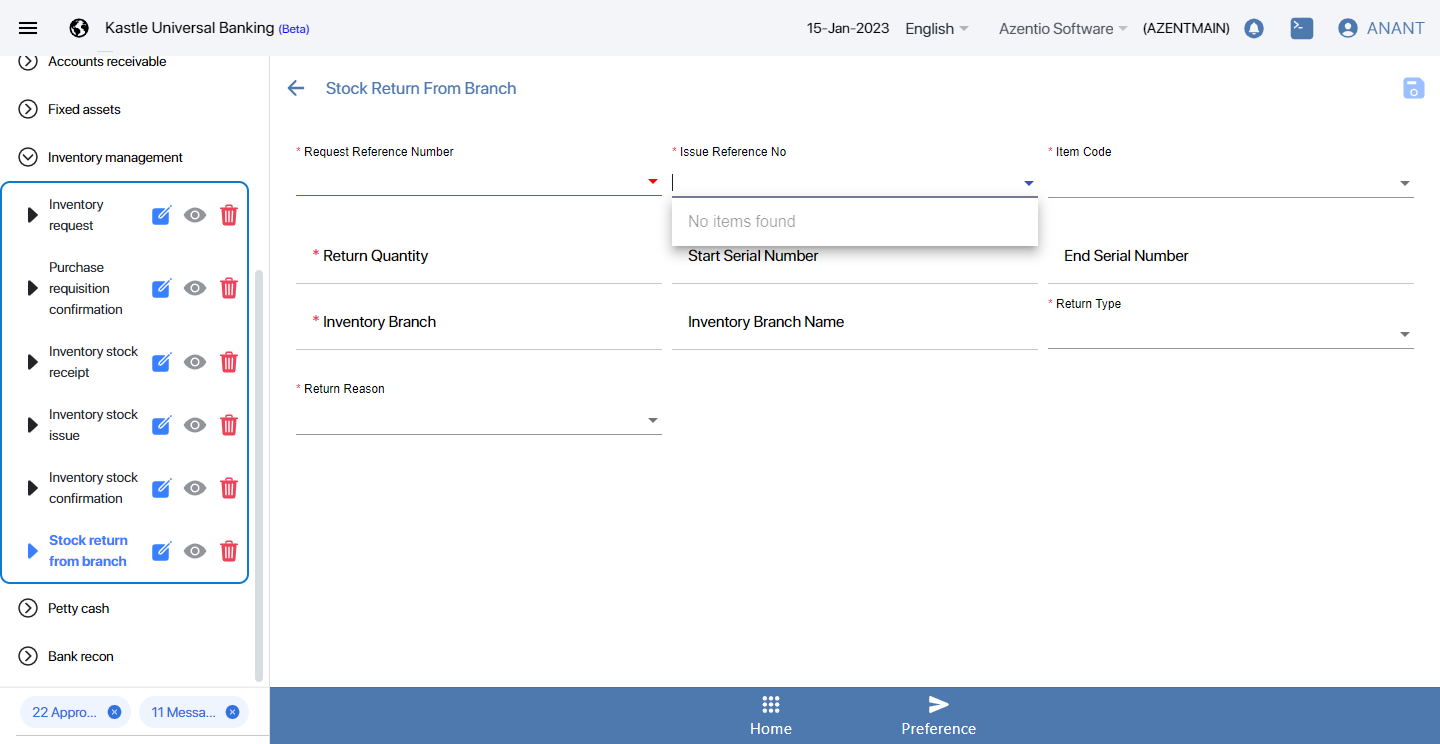 Kastle Universal Banking (Beta)
15-Jan-2023 English Azentio Software (AZENTMAIN) ANANT
Accounts receivable
Fixed assets
Inventory management
Inventory
request
Purchase
requisition
confirmation
Inventory stock
receipt
Inventory stock
issue
Inventory stock
confirmation
Stock return
from branch
Petty cash
Bank recon
22 Appro...
11 Messa...
Stock Return From Branch
* Request Reference Number
* Issue Reference No
* Item Code
No items found
* Return Quantity
Start Serial Number
End Serial Number
* Inventory Branch
Inventory Branch Name
* Return Type
* Return Reason
Home
Preference